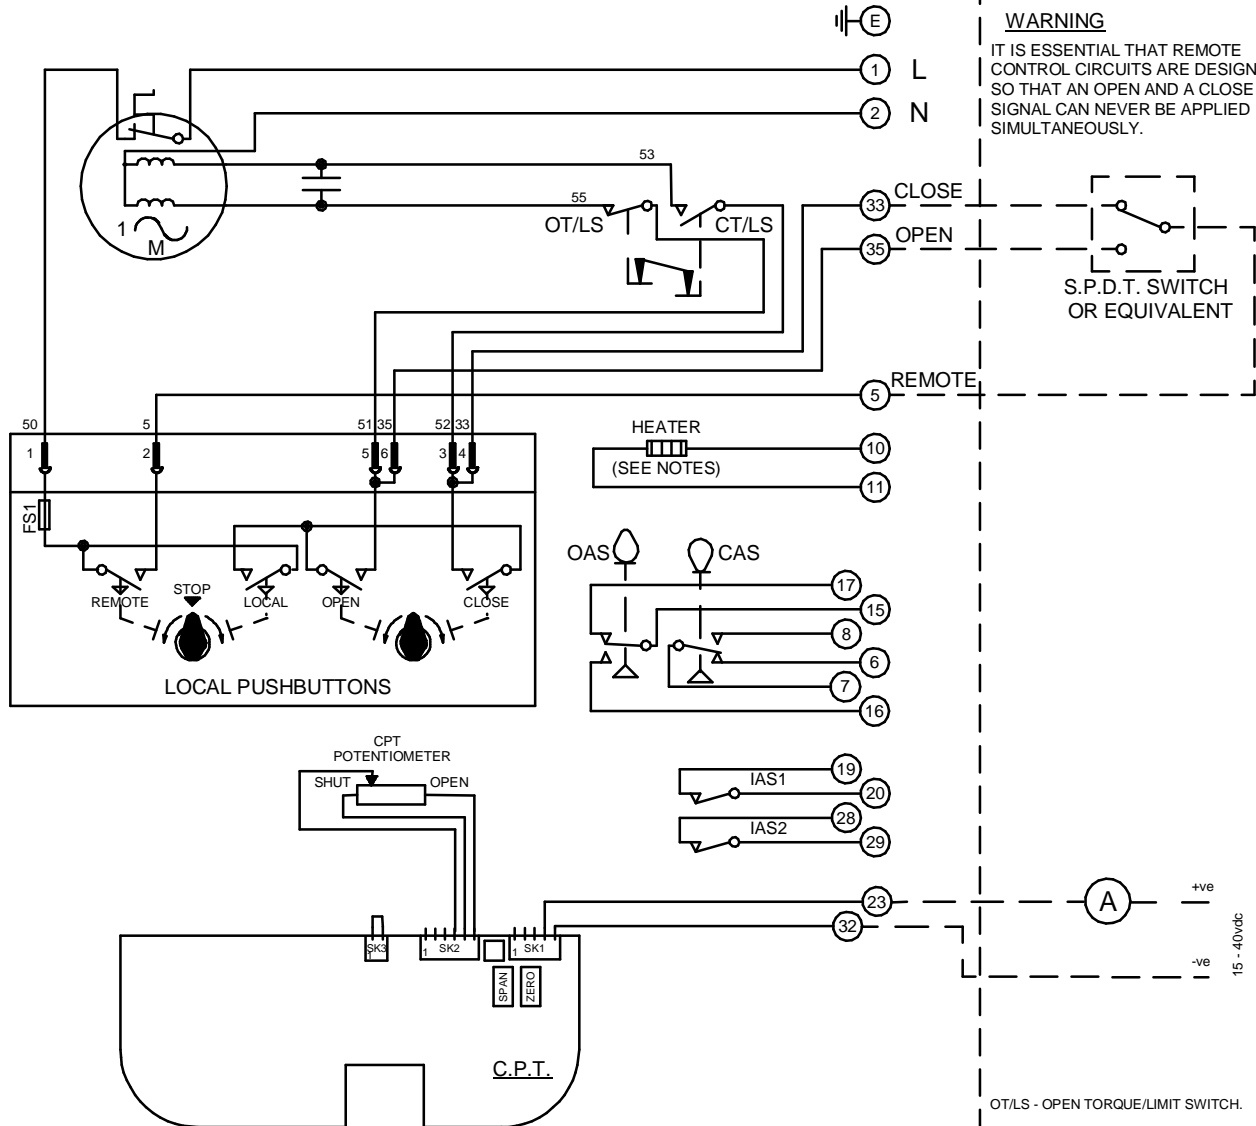 E
WARNING
IT IS ESSENTIAL THAT REMOTE
CONTROL CIRCUITS ARE DESIGN
SO THAT AN OPEN AND A CLOSE
SIGNAL CAN NEVER BE APPLIED
SIMULTANEOUSLY.
1 L
2 N
53
55
OT/LS
CT/LS
1
M
33 CLOSE
35 OPEN
S.P.D.T. SWITCH
OR EQUIVALENT
5 REMOTE
50 5 51 35 52 33
1 2 5 6 3 4
HEATER
(SEE NOTES)
10
11
FS1
REMOTE
STOP
LOCAL
OPEN
CLOSE
LOCAL PUSHBUTTONS
OAS
CAS
17
15
8
6
7
16
CPT
POTENTIOMETER
SHUT
OPEN
IAS1
19
20
IAS2
28
29
23
32
A
+ve
-ve
15 - 40vdc
SK3
1
SK2
1
SK1
1
SPAN
ZERO
C.P.T.
OT/LS - OPEN TORQUE/LIMIT SWITCH.